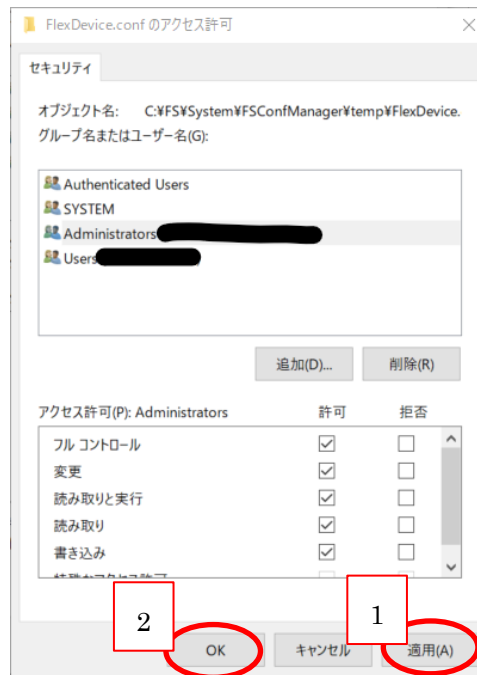 FlexDevice.conf のアクセス許可
セキュリティ
オブジェクト名: C:¥FS¥System¥FSConfManager¥temp¥FlexDevice.
グループ名またはユーザー名(G):
Authenticated Users
SYSTEM
Administrators
Users
追加(D)... 削除(R)
アクセス許可(P): Administrators 許可 拒否
フル コントロール
変更
読み取りと実行
読み取り
書き込み
2 1
OK キャンセル 適用(A)